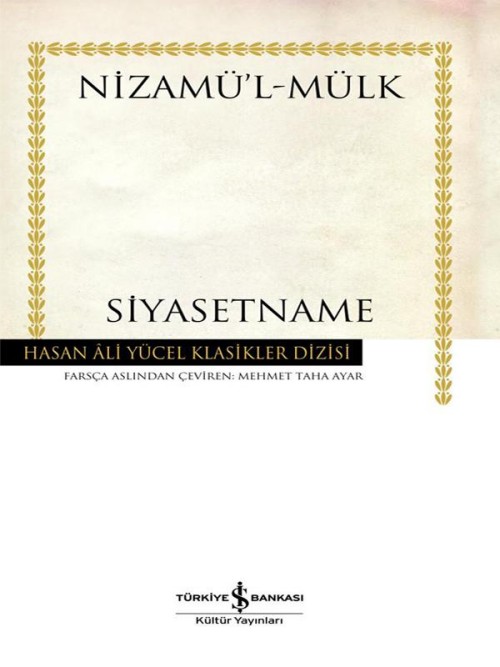 NİZAMÜ'L-MÜLK
SİYASETNAME
HASAN ÂLİ YÜCEL KLASİKLER DİZİSİ
FARSÇA ASLINDAN ÇEVİREN: MEHMET TAHA AYAR
TÜRKİYE İŞ BANKASI
Kültür Yayınları